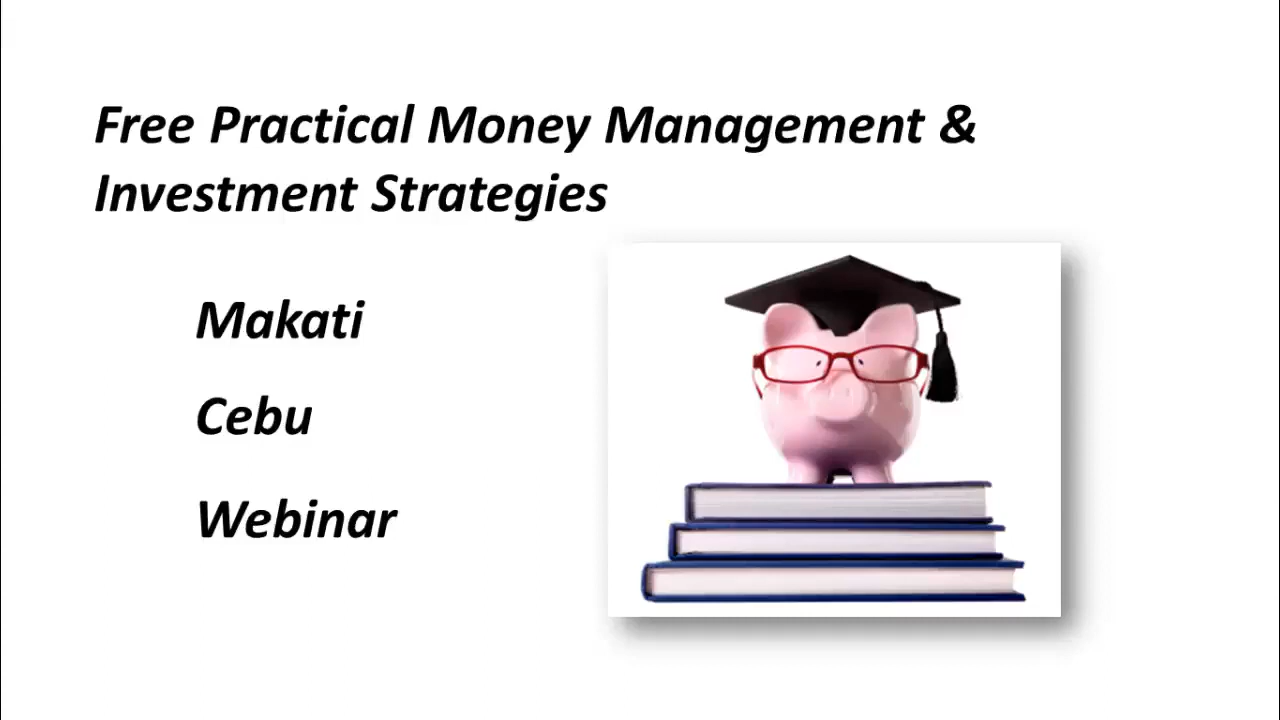 Free Practical Money Management &
Investment Strategies
Makati
Cebu
Webinar